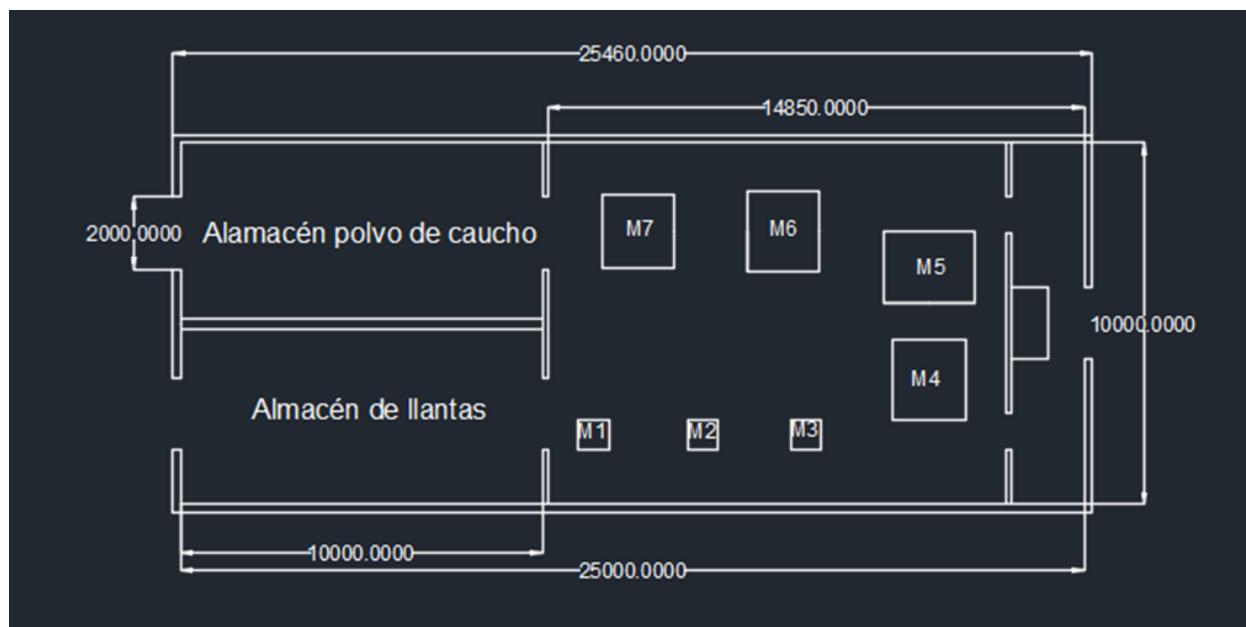 25460.0000
14850.0000
M7
M6
2000.0000
Alamacén polvo de caucho
M5
10000.0000
M4
Almacén de llantas
M1
M2
M3
10000.0000
25000.0000